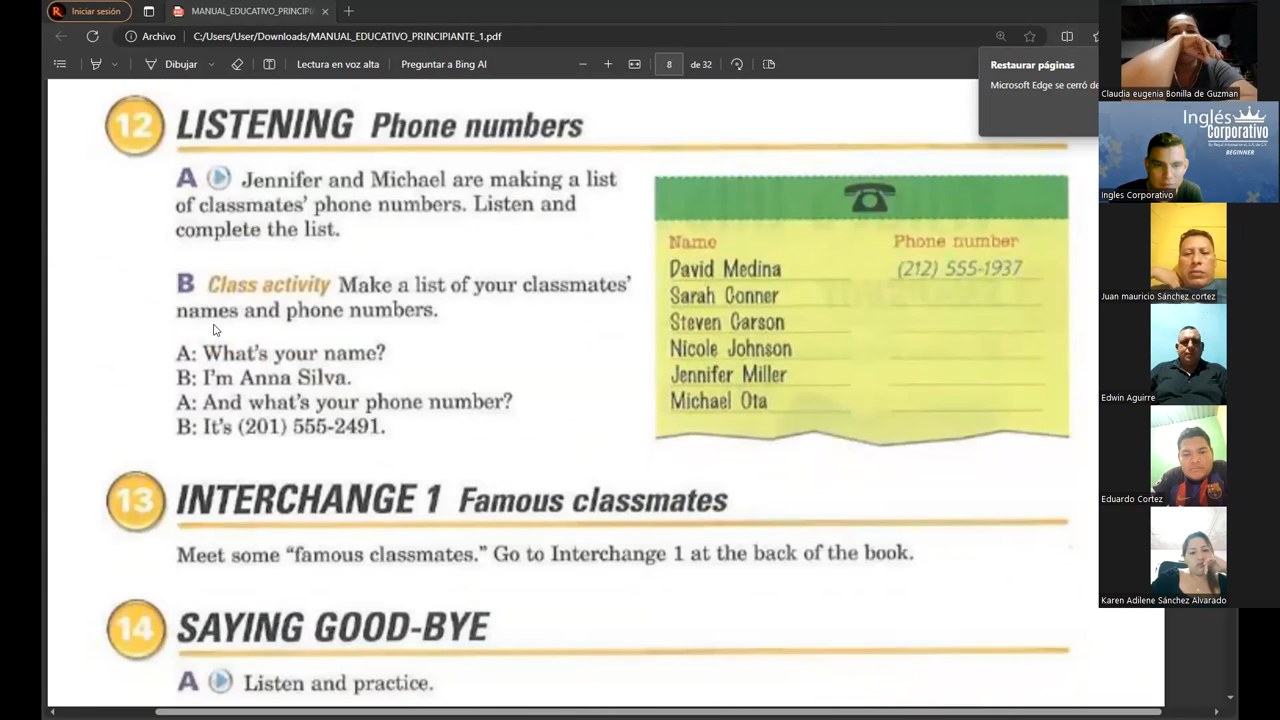 Iniciar sesión
MANUAL_EDUCATIVO_PRINCIPI
Archivo
C:/Users/User/Downloads/MANUAL_EDUCATIVO_PRINCIPIANTE_1.pdf
Dibujar
Lectura en voz alta
Preguntar a Bing AI
8
de 32
Restaurar páginas
Microsoft Edge se cerró de
12 LISTENING Phone numbers
A Jennifer and Michael are making a list
of classmates' phone numbers. Listen and
complete the list.
B Class activity Make a list of your classmates'
names and phone numbers.
A: What's your name?
B: I'm Anna Silva.
A: And what's your phone number?
B: It's (201) 555-2491.
Name Phone number
David Medina (212) 555-1937
Sarah Conner
Steven Carson
Nicole Johnson
Jennifer Miller
Michael Ota
13 INTERCHANGE 1 Famous classmates
Meet some "famous classmates." Go to Interchange 1 at the back of the book.
14 SAYING GOOD-BYE
A Listen and practice.
Claudia eugenia Bonilla de Guzman
Inglés
Corporativo
BEGINNER
Ingles Corporativo
Juan mauricio Sánchez cortez
Edwin Aguirre
Eduardo Cortez
Karen Adilene Sánchez Alvarado